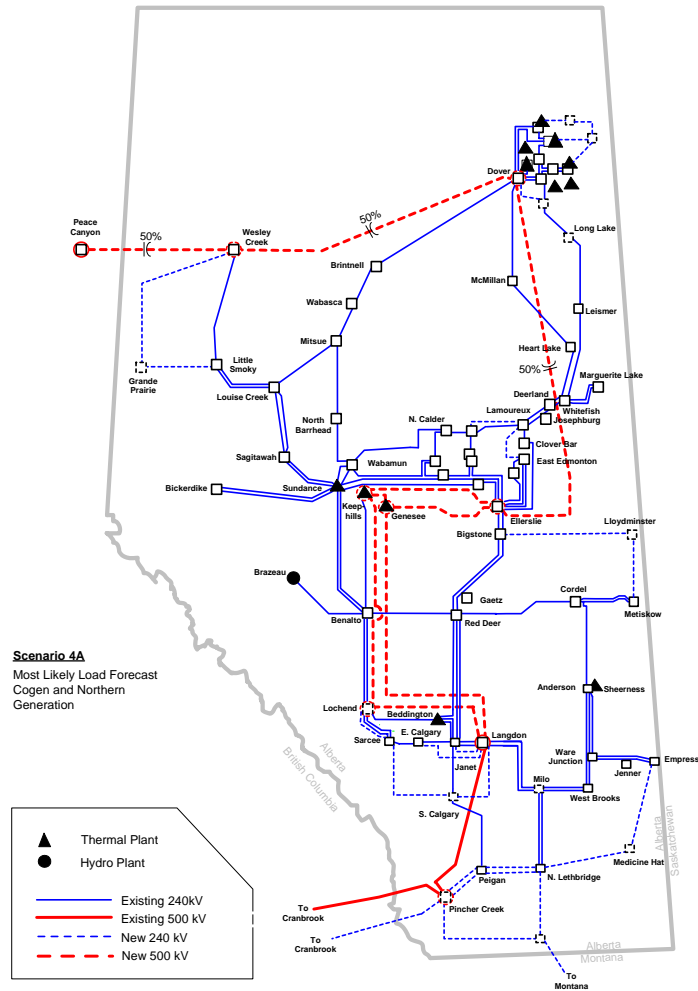 Dover
Peace
Canyon
50%
Wesley
Creek
50%
Long Lake
Brintnell
McMillan
Wabasca
Leismer
Mitsue
Heart Lake
50%
Little
Smoky
Grande
Prairie
Louise Creek
Marguerite Lake
Deerland
Whitefish
Lamoureux
Josephburg
North
Barrhead
N. Calder
Clover Bar
Sagitawah
Wabamun
East Edmonton
Bickerdike
Sundance
Keep-
hills
Genesee
Ellerslie
Lloydminster
Bigstone
Brazeau
Gaetz
Cordel
Benalto
Red Deer
Metiskow
Scenario 4A
Most Likely Load Forecast
Cogen and Northern
Generation
Anderson
Sheerness
Lochend
Beddington
E. Calgary
Langdon
Sarcee
Janet
Ware
Junction
Empress
Jenner
Milo
West Brooks
S. Calgary
Alberta
British Columbia
Alberta
Saskatchewan
Medicine Hat
Peigan
N. Lethbridge
Pincher Creek
To
Cranbrook
To
Cranbrook
Alberta
Montana
To
Montana
Thermal Plant
Hydro Plant
Existing 240kV
Existing 500 kV
New 240 kV
New 500 kV